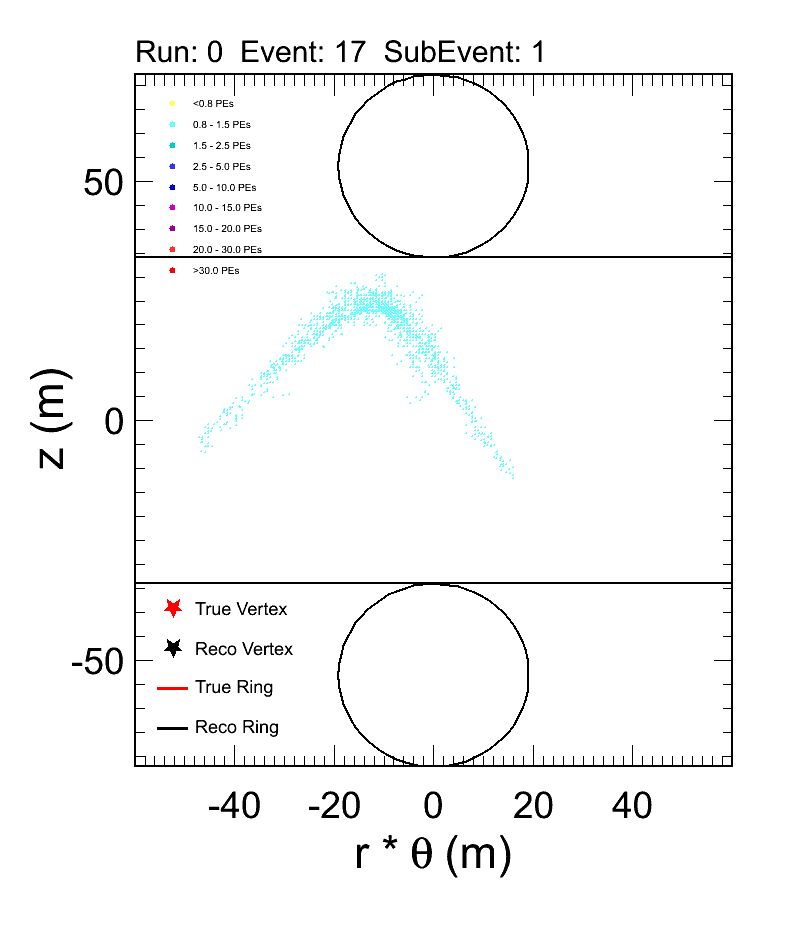 Run: 0  Event: 17  SubEvent: 1
<0.8 PEs
0.8 - 1.5 PEs
1.5 - 2.5 PEs
2.5 - 5.0 PEs
5.0 - 10.0 PEs
10.0 - 15.0 PEs
15.0 - 20.0 PEs
20.0 - 30.0 PEs
>30.0 PEs
50
0
-50
z (m)
True Vertex
Reco Vertex
True Ring
Reco Ring
-40 -20 0 20 40
r * θ (m)